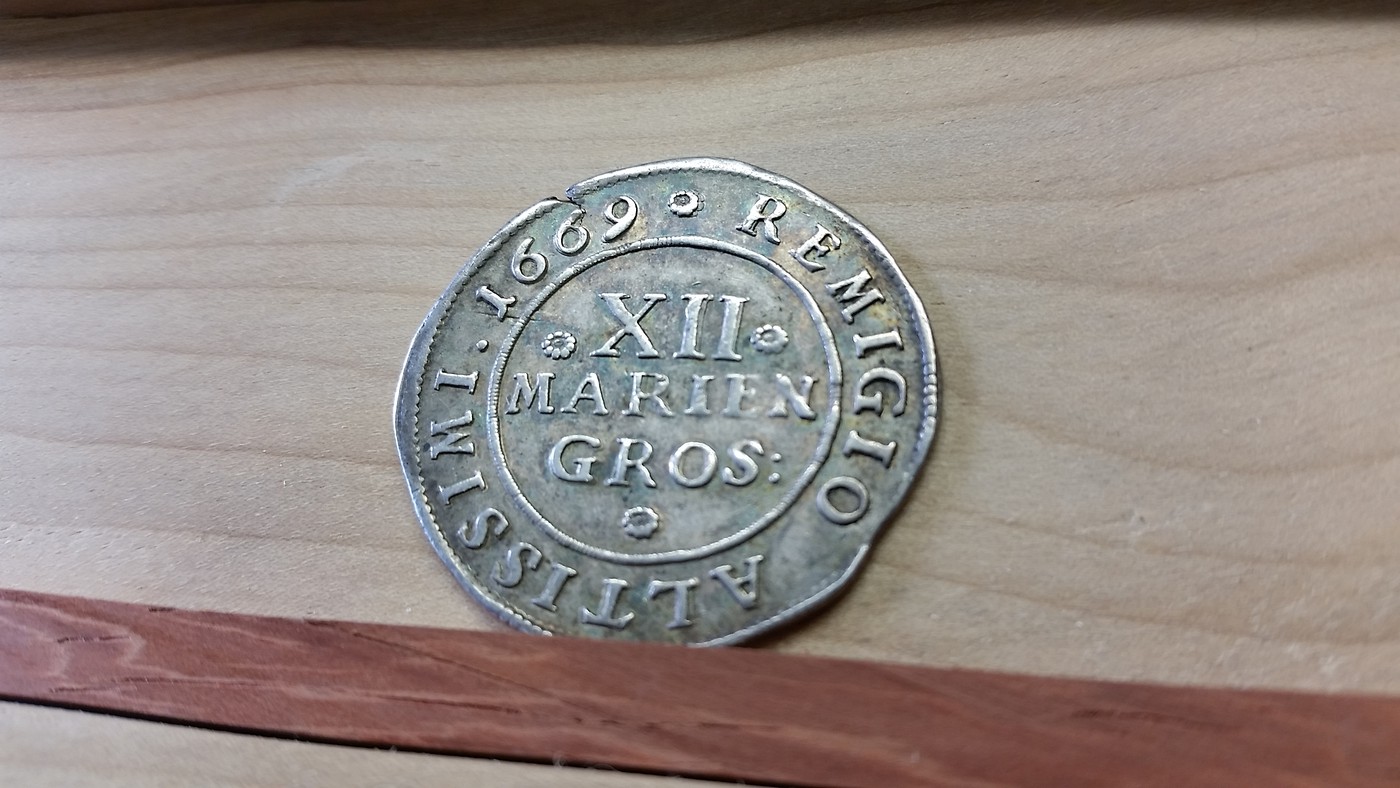 REMIGIO ALTISSIMI. 1669
XII
MARIEN
GROS: